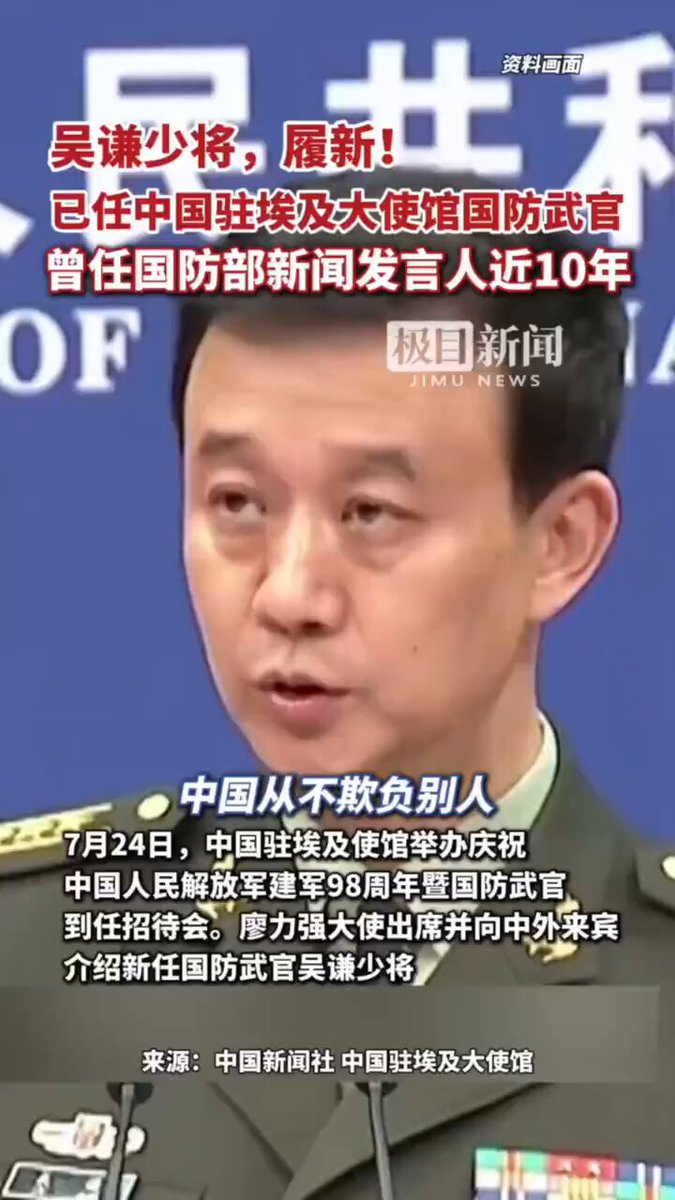 资料画面
人民共和
吴谦少将，履新！
已任中国驻埃及大使馆国防武官
曾任国防部新闻发言人近10年
OF
NA
极目新闻
JIMU NEWS
中国从不欺负别人
7月24日，中国驻埃及使馆举办庆祝
中国人民解放军建军98周年暨国防武官
到任招待会。廖力强大使出席并向中外来宾
介绍新任国防武官吴谦少将
来源：中国新闻社 中国驻埃及大使馆